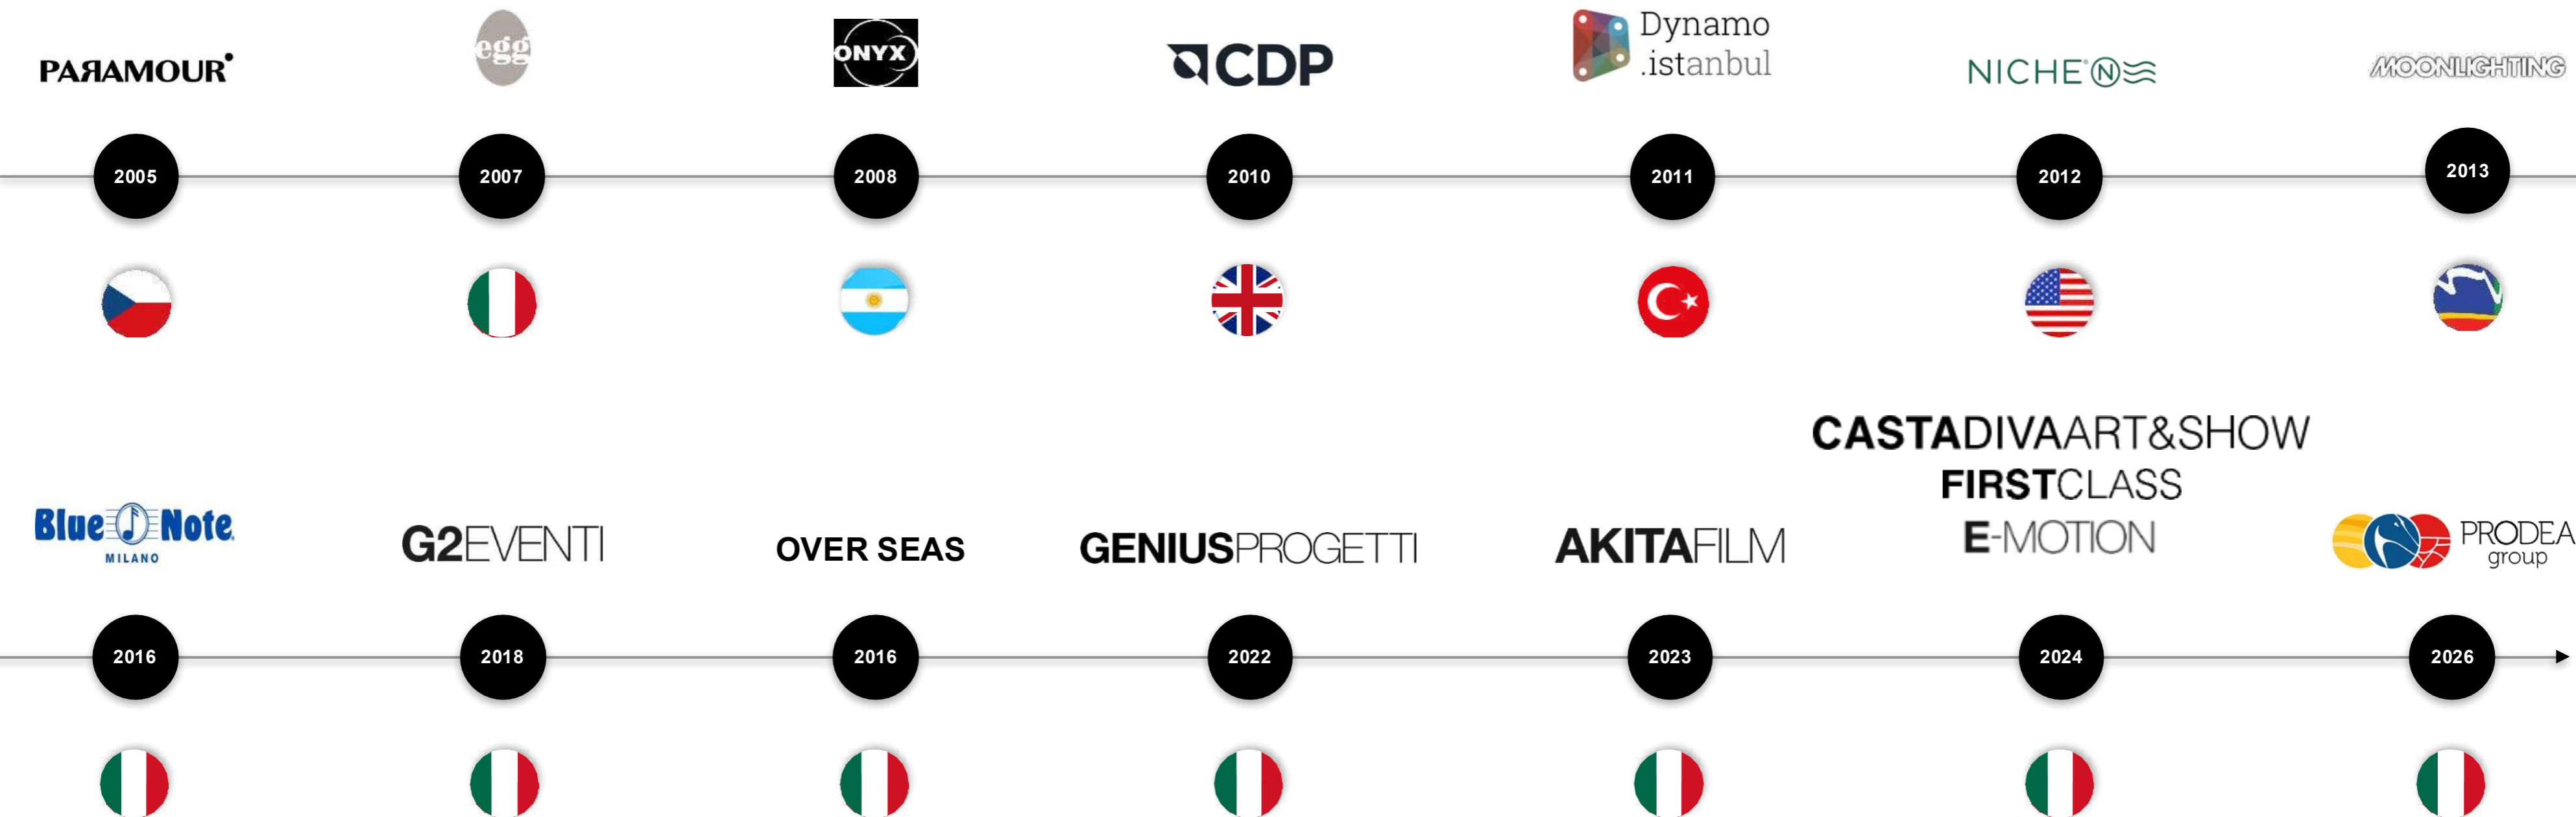 PAЯAMOUR
egg
ONYX
CDP
Dynamo
.istanbul
NICHE N
MOONLIGHTING
2005
2007
2008
2010
2011
2012
2013
CASTADIVAART&SHOW
FIRSTCLASS
E-MOTION
Blue Note
MILANO
G2EVENTI
OVER SEAS
GENIUSPROGETTI
AKITAFILM
PRODEA
group
2016
2018
2016
2022
2023
2024
2026